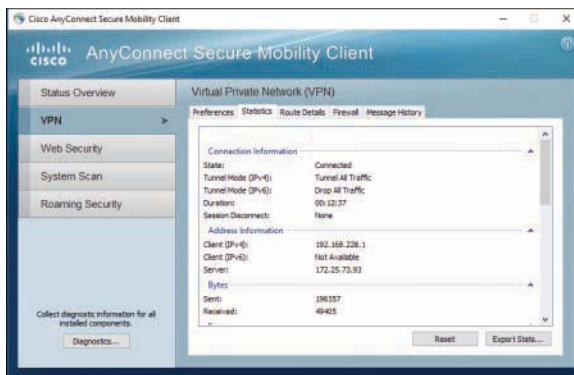 Cisco AnyConnect Secure Mobility Client
CISCO AnyConnect Secure Mobility Client
Status Overview
VPN >
Web Security
System Scan
Roaming Security
Collect diagnostic information for all
installed components.
Diagnostics...
Virtual Private Network (VPN)
Preferences Statistics Route Details Firewall Message History
Connection Information
State: Connected
Tunnel Mode (IPv4): Tunnel All Traffic
Tunnel Mode (IPv6): Drop All Traffic
Duration: 00:12:37
Session Disconnect: None
Address Information
Client (IPv4): 192.168.228.1
Client (IPv6): Not Available
Server: 172.25.73.93
Bytes
Sent: 196357
Received: 49405
Reset Export Stats...